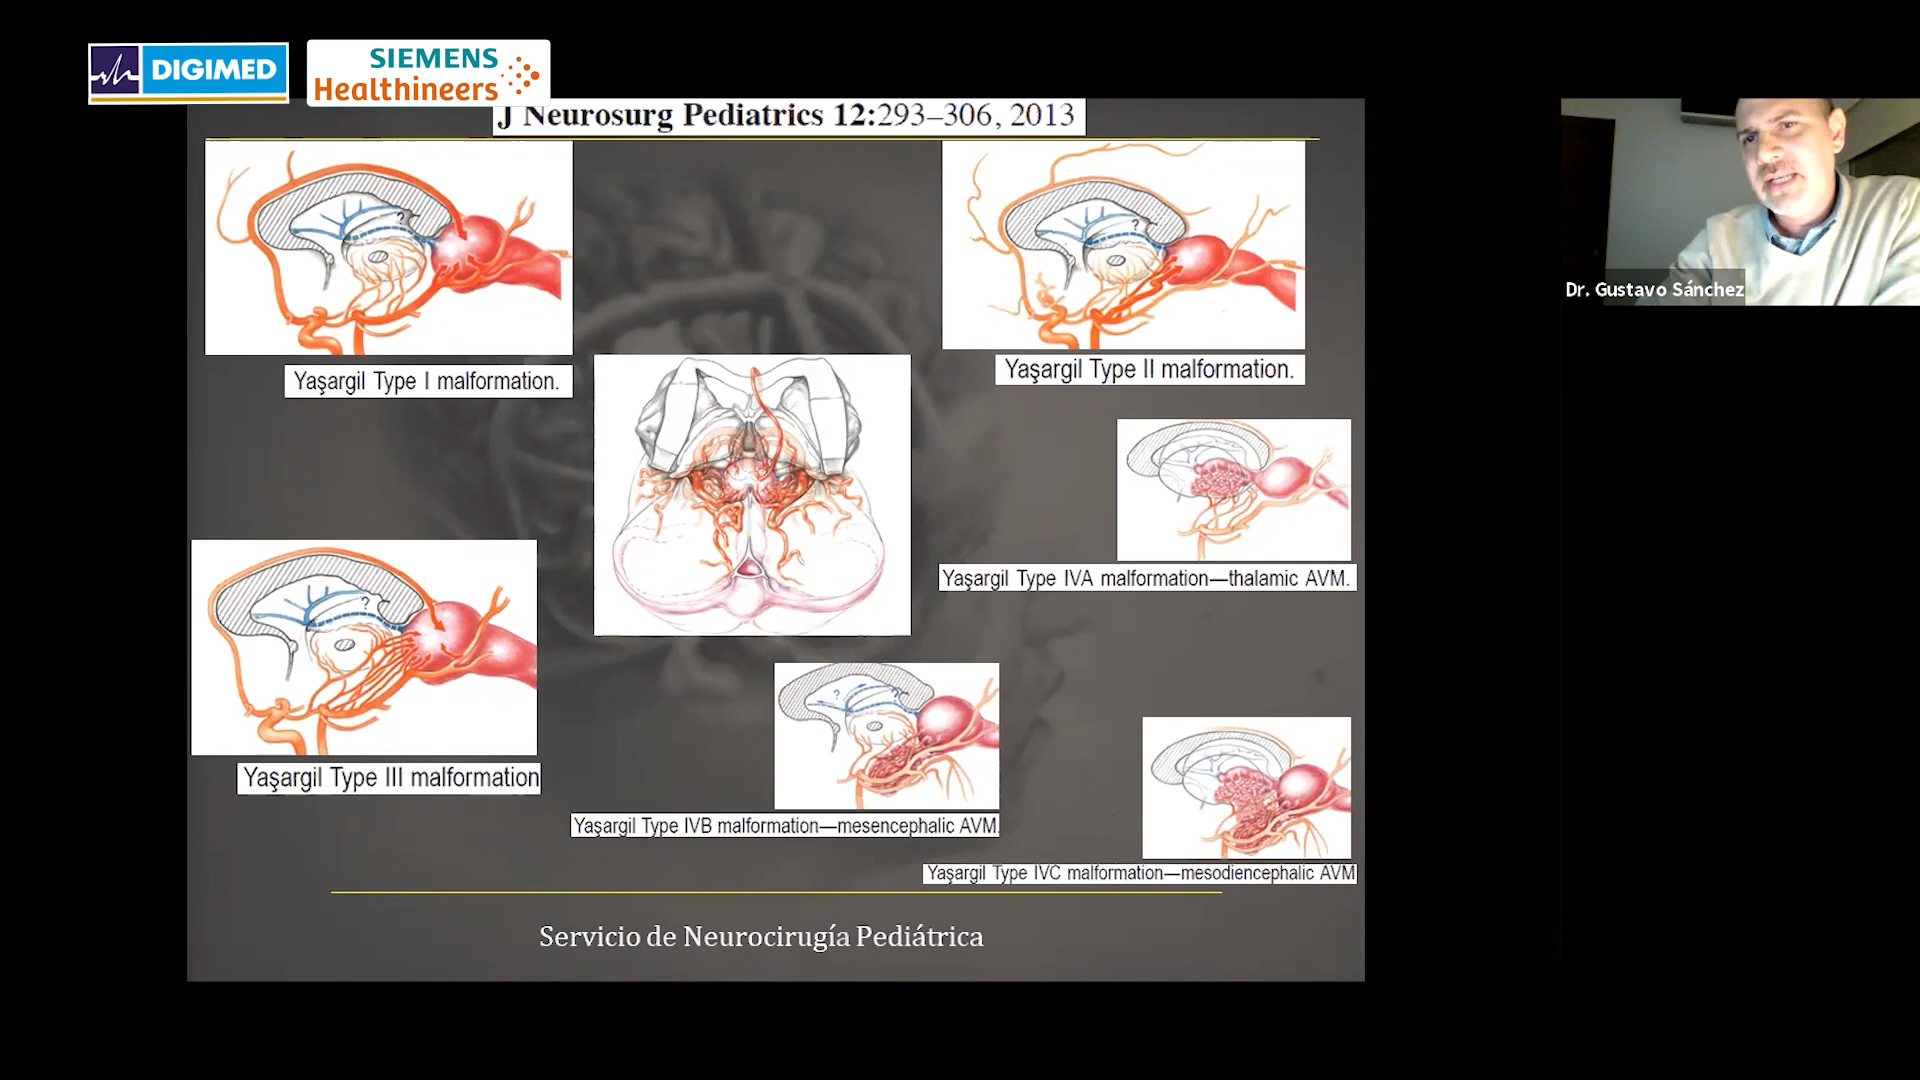 DIGIMED
SIEMENS
Healthineers
J Neurosurg Pediatrics 12:293–306, 2013
Dr. Gustavo Sánchez
?
?
Yaşargil Type I malformation.
Yaşargil Type II malformation.
Yaşargil Type IVA malformation—thalamic AVM.
?
Yaşargil Type III malformation
? ?
Yaşargil Type IVB malformation—mesencephalic AVM.
Yaşargil Type IVC malformation—mesodiencephalic AVM
Servicio de Neurocirugía Pediátrica